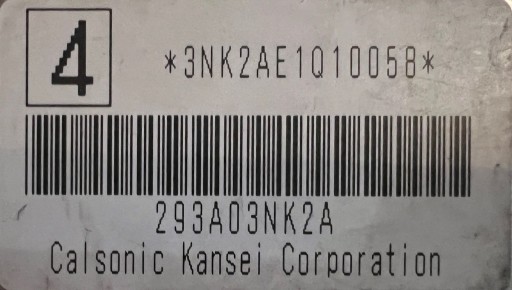 4
*3NK2AE1Q10058*
293A03NK2A
Calsonic Kansei Corporation